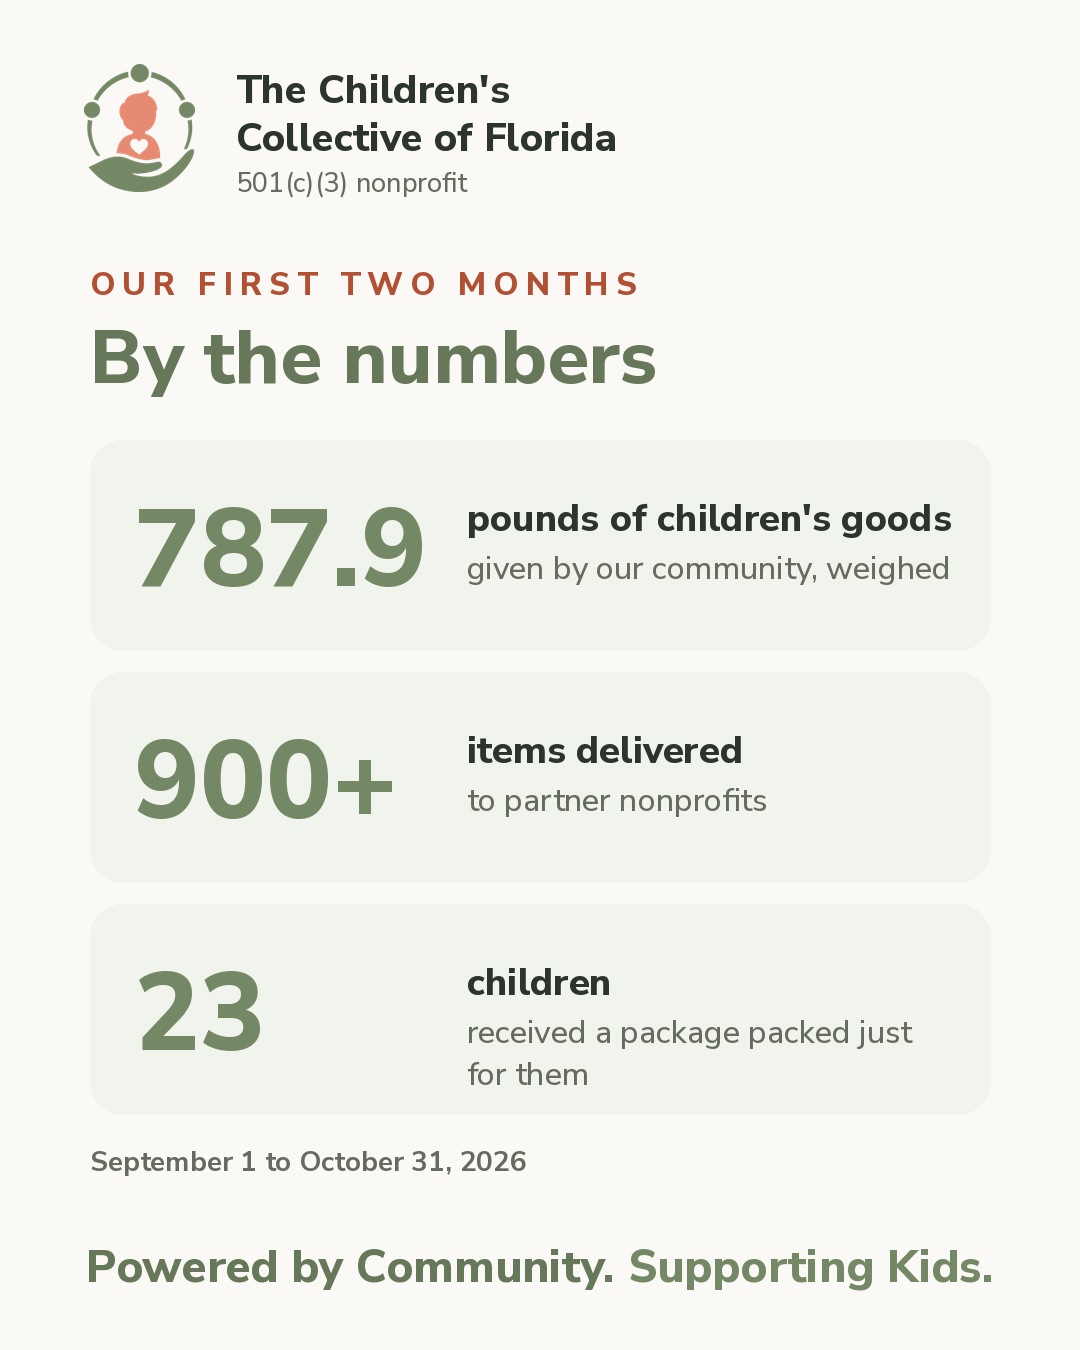 The Children's
Collective of Florida
501(c)(3) nonprofit
OUR FIRST TWO MONTHS
By the numbers
787.9
pounds of children's goods
given by our community, weighed
900+
items delivered
to partner nonprofits
23
children
received a package packed just
for them
September 1 to October 31, 2026
Powered by Community. Supporting Kids.